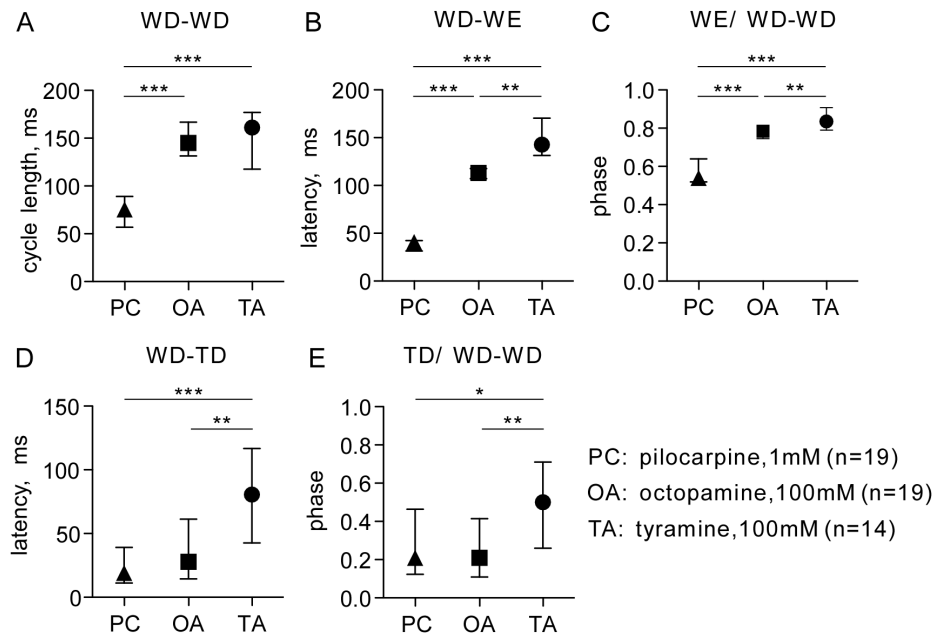 A WD-WD
***
***
cycle length, ms
200
150
100
50
0
PC OA TA
B WD-WE
***
*** **
latency, ms
200
150
100
50
0
PC OA TA
C WE/ WD-WD
***
*** **
phase
1.0
0.8
0.6
0.4
0.2
0.0
PC OA TA
D WD-TD
***
**
latency, ms
150
100
50
0
PC OA TA
E TD/ WD-WD
*
**
phase
1.0
0.8
0.6
0.4
0.2
0.0
PC OA TA
PC: pilocarpine,1mM (n=19)
OA: octopamine,100mM (n=19)
TA: tyramine,100mM (n=14)